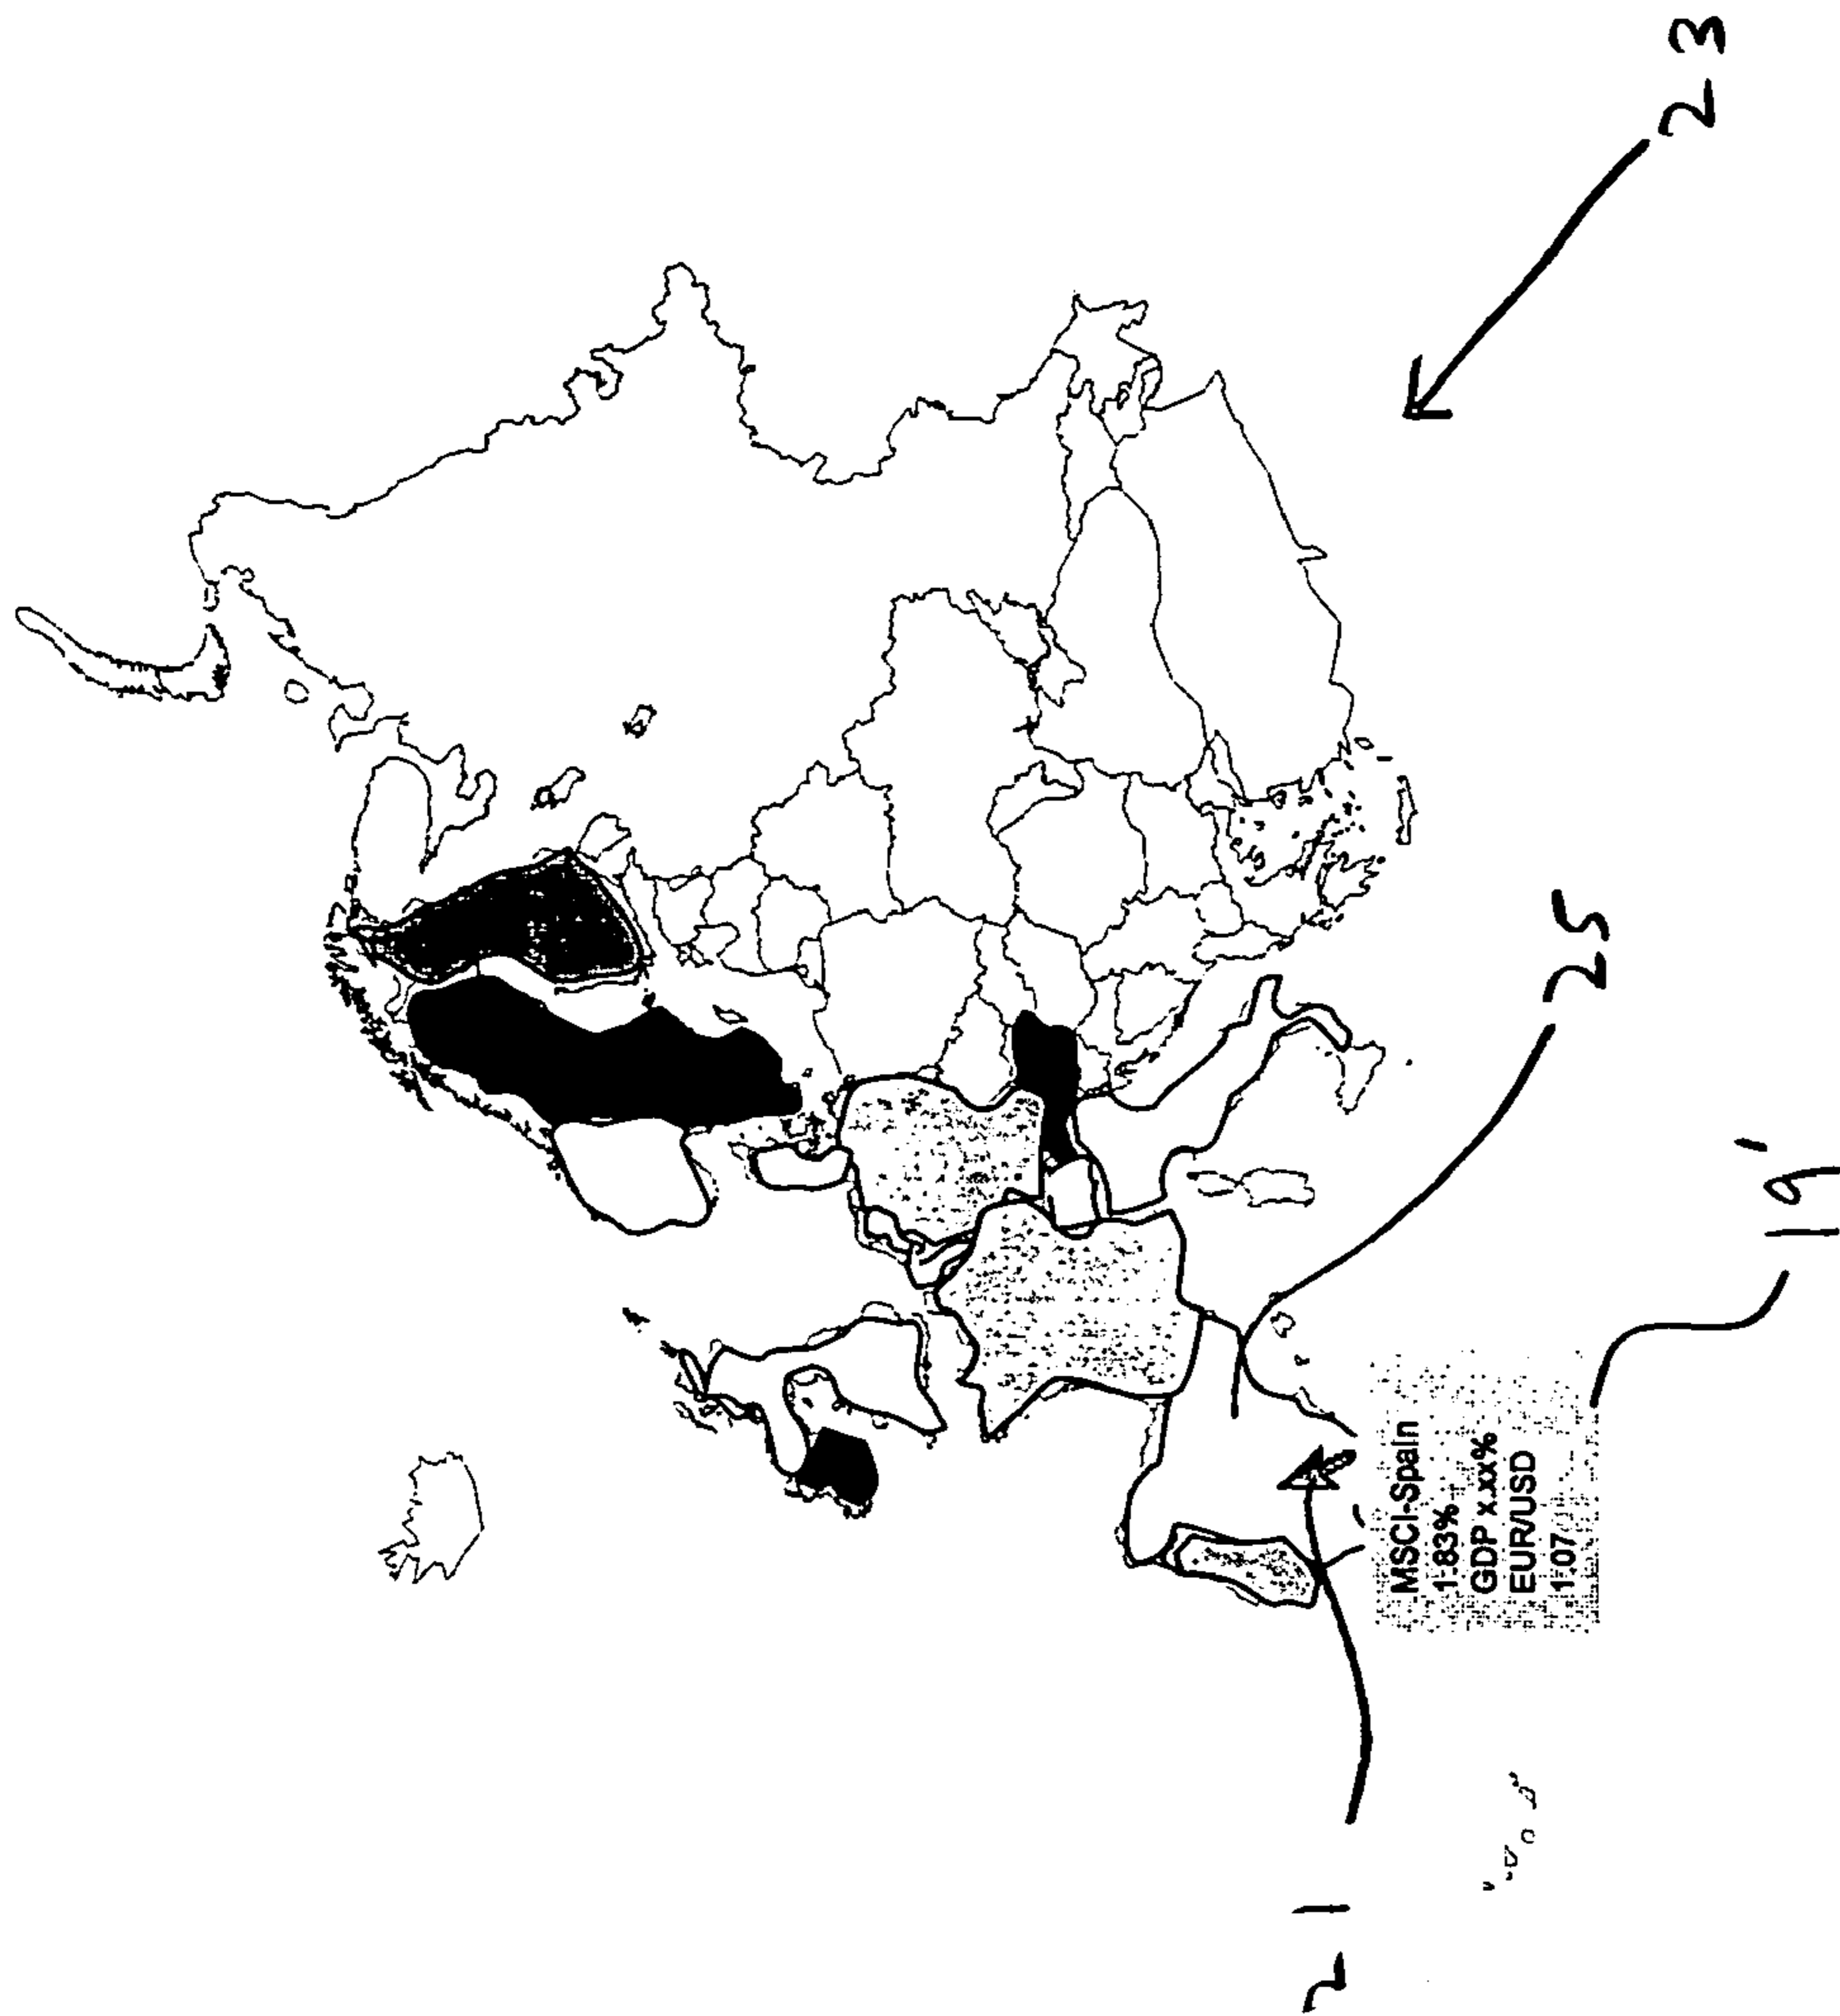 23
25
19'
21
MSCI-Spain
1.83%
GDP x.xx%
EUR/USD
1.07